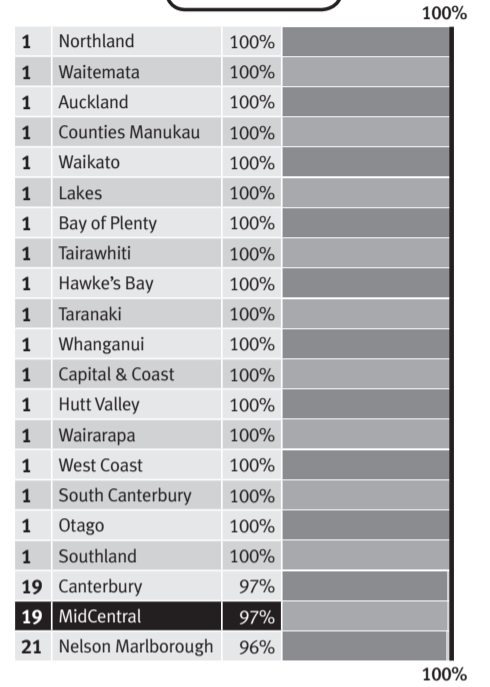 100%
1 Northland 100%
1 Waitemata 100%
1 Auckland 100%
1 Counties Manukau 100%
1 Waikato 100%
1 Lakes 100%
1 Bay of Plenty 100%
1 Tairawhiti 100%
1 Hawke’s Bay 100%
1 Taranaki 100%
1 Whanganui 100%
1 Capital & Coast 100%
1 Hutt Valley 100%
1 Wairarapa 100%
1 West Coast 100%
1 South Canterbury 100%
1 Otago 100%
1 Southland 100%
19 Canterbury 97%
19 MidCentral 97%
21 Nelson Marlborough 96%
100%